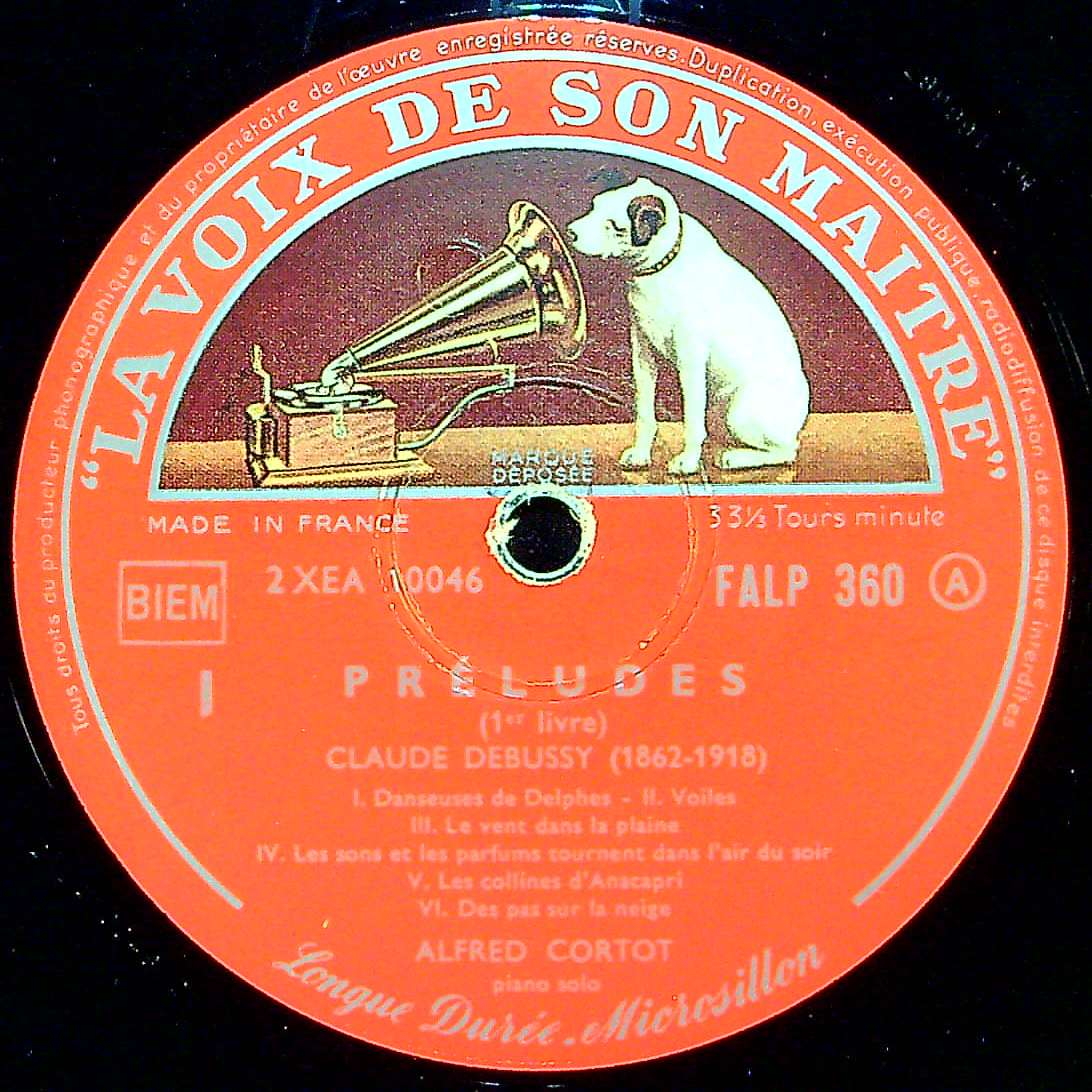 Tous droits du producteur phonographique et du propriétaire de l'œuvre enregistrée réservés. Duplication, exécution publique, radiodiffusion de ce disque interdites
“LA VOIX DE SON MAITRE”
MARQUE
DÉPOSÉE
MADE IN FRANCE
33⅓ Tours minute
BIEM
2 XEA 10046
FALP 360 A
I
PRÉLUDES
(1er livre)
CLAUDE DEBUSSY (1862-1918)
I. Danseuses de Delphes - II. Voiles
III. Le vent dans la plaine
IV. Les sons et les parfums tournent dans l'air du soir
V. Les collines d'Anacapri
VI. Des pas sur la neige
ALFRED CORTOT
piano solo
Longue Durée. Microsillon